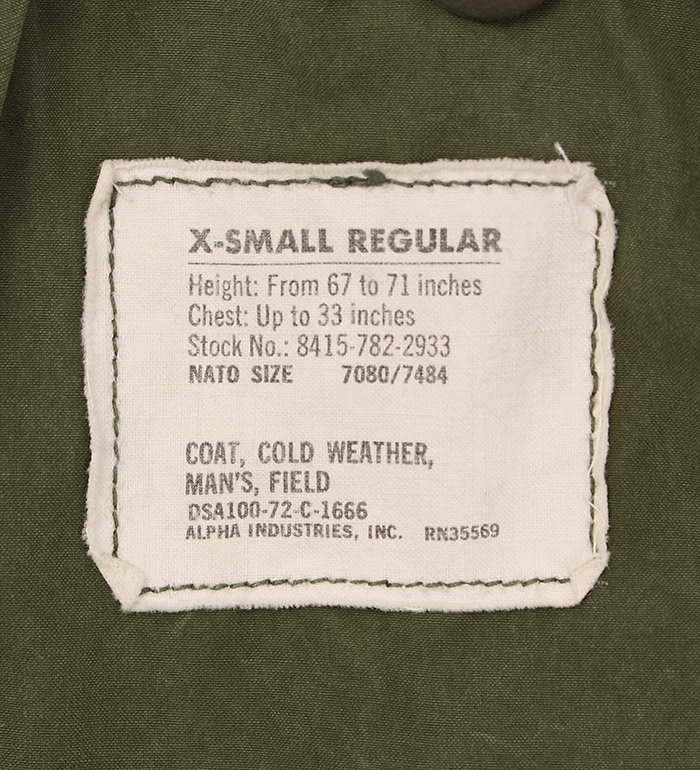 X-SMALL REGULAR
Height: From 67 to 71 inches
Chest: Up to 33 inches
Stock No.: 8415-782-2933
NATO SIZE 7080/7484
COAT, COLD WEATHER,
MAN'S, FIELD
DSA100-72-C-1666
ALPHA INDUSTRIES, INC. RN35569